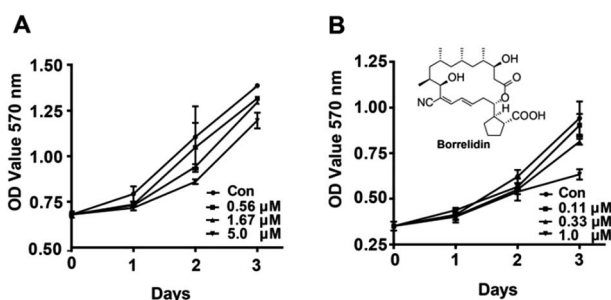 A
OD Value 570 nm
1.50
1.25
1.00
0.75
0.50
0
1
2
3
Days
Con
0.56 μM
1.67 μM
5.0 μM
B
OD Value 570 nm
1.25
1.00
0.75
0.50
0.25
0
1
2
3
Days
OH
OH
O
O
NC
H
COOH
Borrelidin
Con
0.11 μM
0.33 μM
1.0 μM